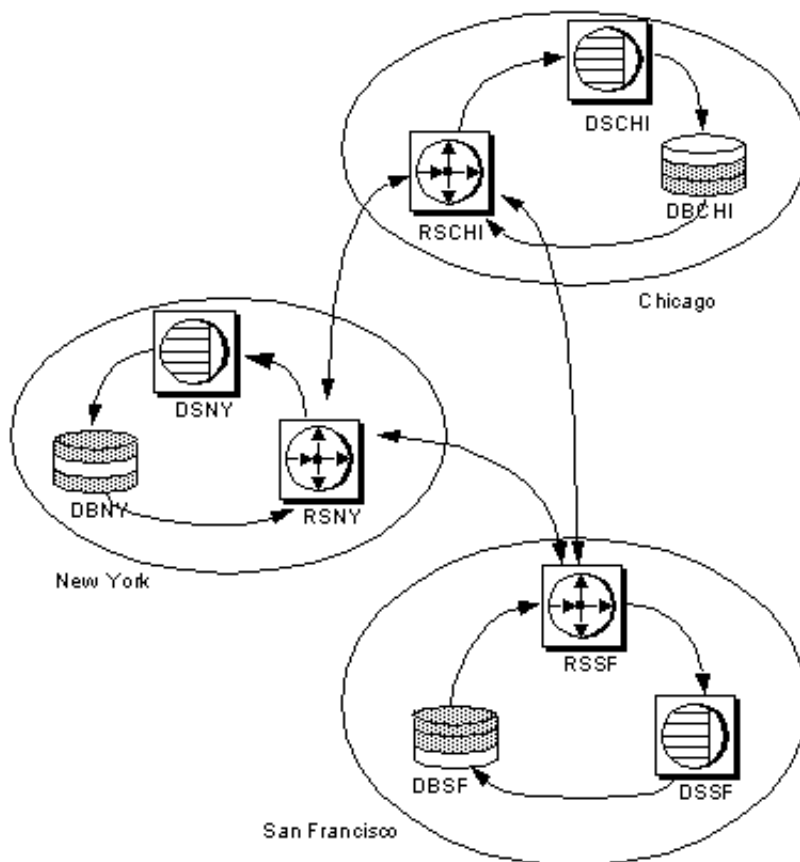 DSCHI
DBCHI
RSCHI
Chicago
DSNY
DBNY
RSNY
New York
RSSF
DBSF
DSSF
San Francisco